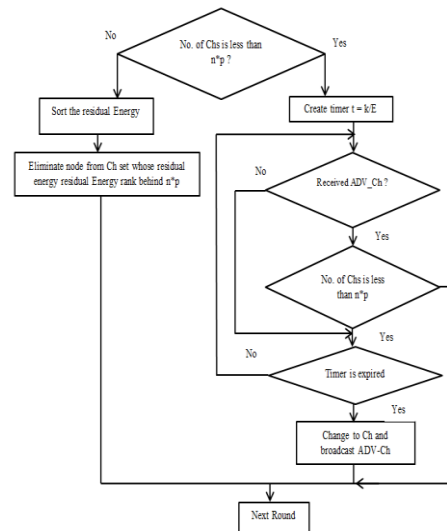 No
No. of Chs is less than
n*p ?
Yes
Sort the residual Energy
Create timer t = k/E
Eliminate node from Ch set whose residual
energy residual Energy rank behind n*p
No
Received ADV_Ch ?
Yes
No. of Chs is less
than n*p
Yes
No
Timer is expired
Yes
Change to Ch and
broadcast ADV-Ch
Next Round